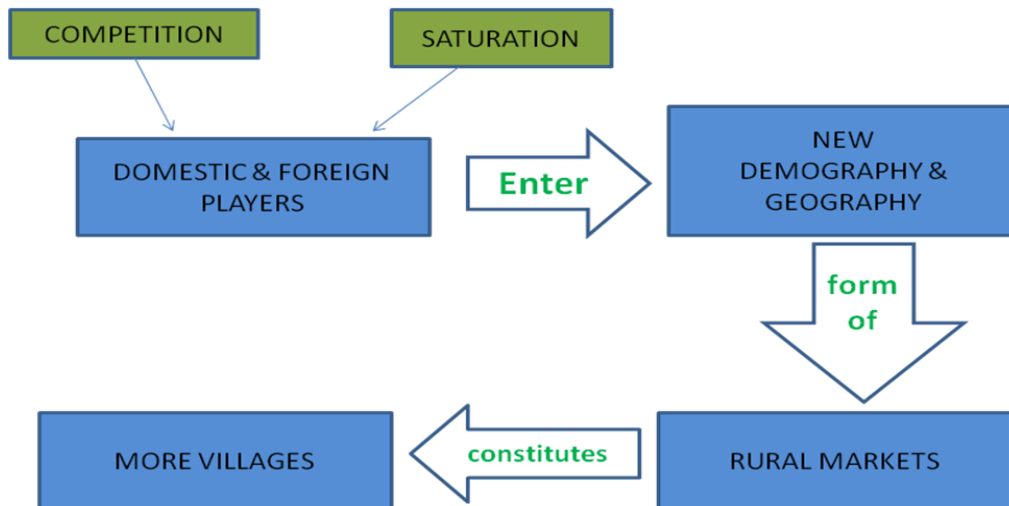 COMPETITION
SATURATION
DOMESTIC & FOREIGN
PLAYERS
Enter
NEW
DEMOGRAPHY &
GEOGRAPHY
form
of
RURAL MARKETS
constitutes
MORE VILLAGES